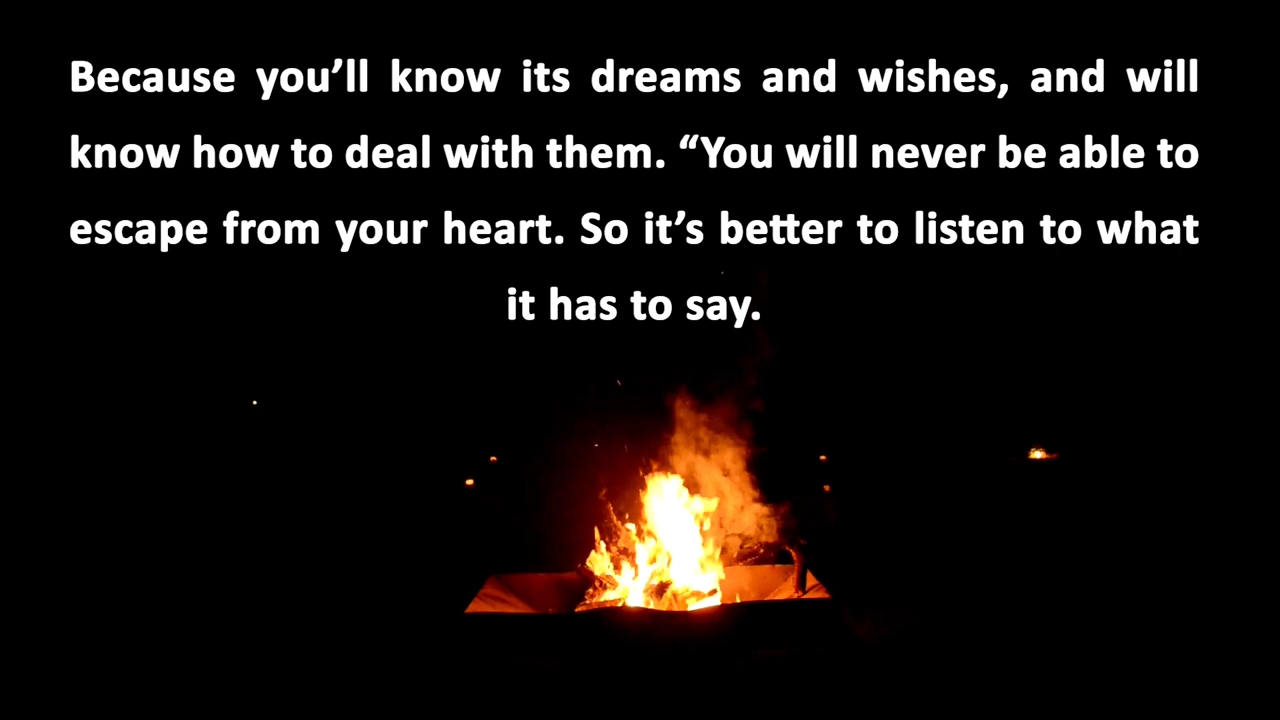 Because you’ll know its dreams and wishes, and will
know how to deal with them. “You will never be able to
escape from your heart. So it’s better to listen to what
it has to say.